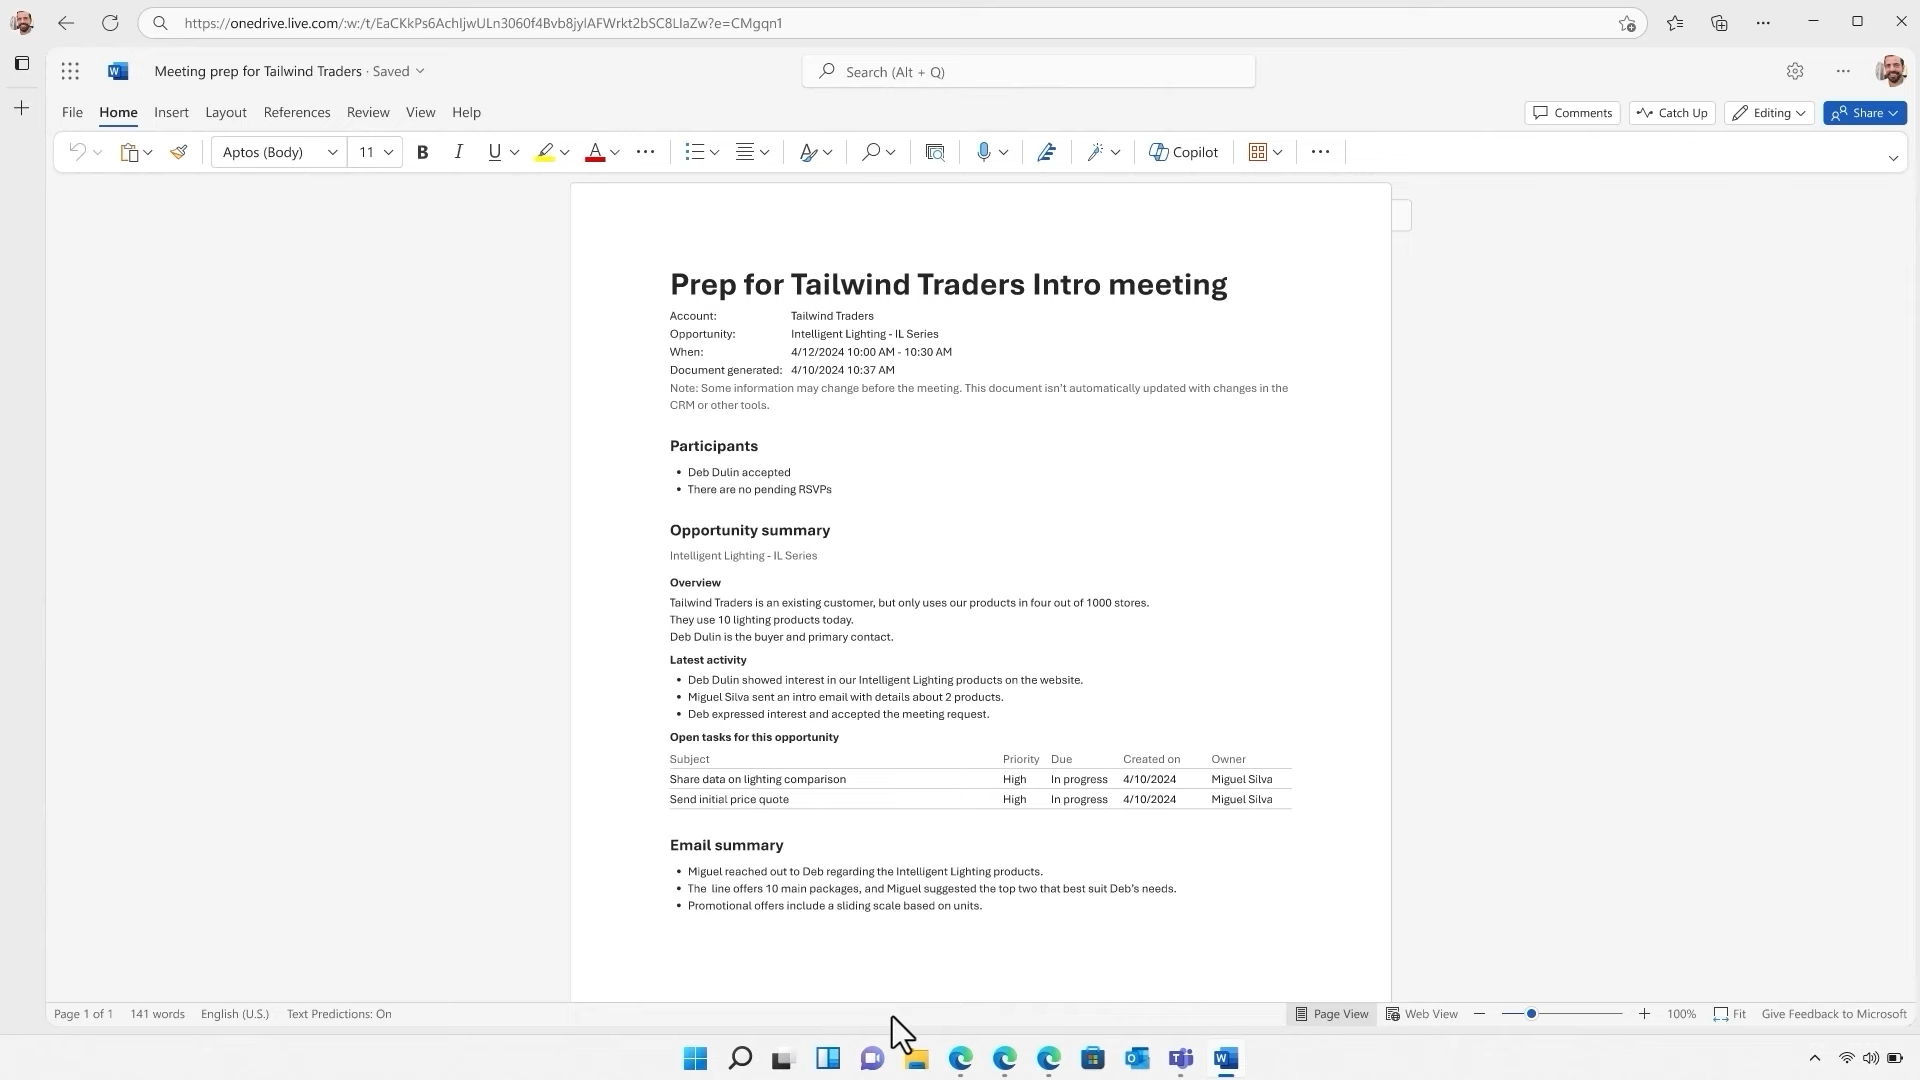 https://onedrive.live.com/:w:/t/EaCKkPs6AchIjwULn3060f4Bvb8jylAFWrkt2bSC8LIaZw?e=CMgqn1
Meeting prep for Tailwind Traders · Saved
Search (Alt + Q)
File Home Insert Layout References Review View Help
Comments Catch Up Editing Share
Aptos (Body) 11 B I U A Copilot
Prep for Tailwind Traders Intro meeting
Account: Tailwind Traders
Opportunity: Intelligent Lighting - IL Series
When: 4/12/2024 10:00 AM - 10:30 AM
Document generated: 4/10/2024 10:37 AM
Note: Some information may change before the meeting. This document isn't automatically updated with changes in the
CRM or other tools.
Participants
• Deb Dulin accepted
• There are no pending RSVPs
Opportunity summary
Intelligent Lighting - IL Series
Overview
Tailwind Traders is an existing customer, but only uses our products in four out of 1000 stores.
They use 10 lighting products today.
Deb Dulin is the buyer and primary contact.
Latest activity
• Deb Dulin showed interest in our Intelligent Lighting products on the website.
• Miguel Silva sent an intro email with details about 2 products.
• Deb expressed interest and accepted the meeting request.
Open tasks for this opportunity
Subject Priority Due Created on Owner
Share data on lighting comparison High In progress 4/10/2024 Miguel Silva
Send initial price quote High In progress 4/10/2024 Miguel Silva
Email summary
• Miguel reached out to Deb regarding the Intelligent Lighting products.
• The line offers 10 main packages, and Miguel suggested the top two that best suit Deb's needs.
• Promotional offers include a sliding scale based on units.
Page 1 of 1 141 words English (U.S.) Text Predictions: On Page View Web View 100% Fit Give Feedback to Microsoft